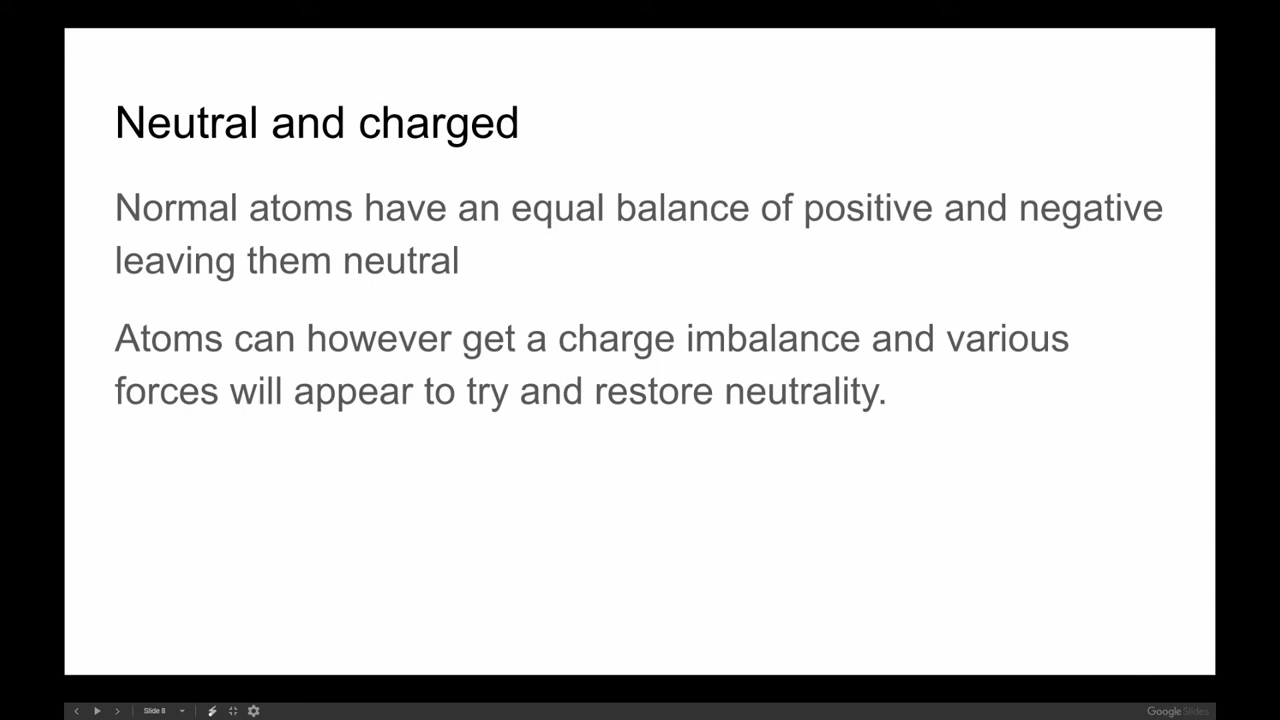 Neutral and charged
Normal atoms have an equal balance of positive and negative
leaving them neutral
Atoms can however get a charge imbalance and various
forces will appear to try and restore neutrality.
Slide 8
Google Slides